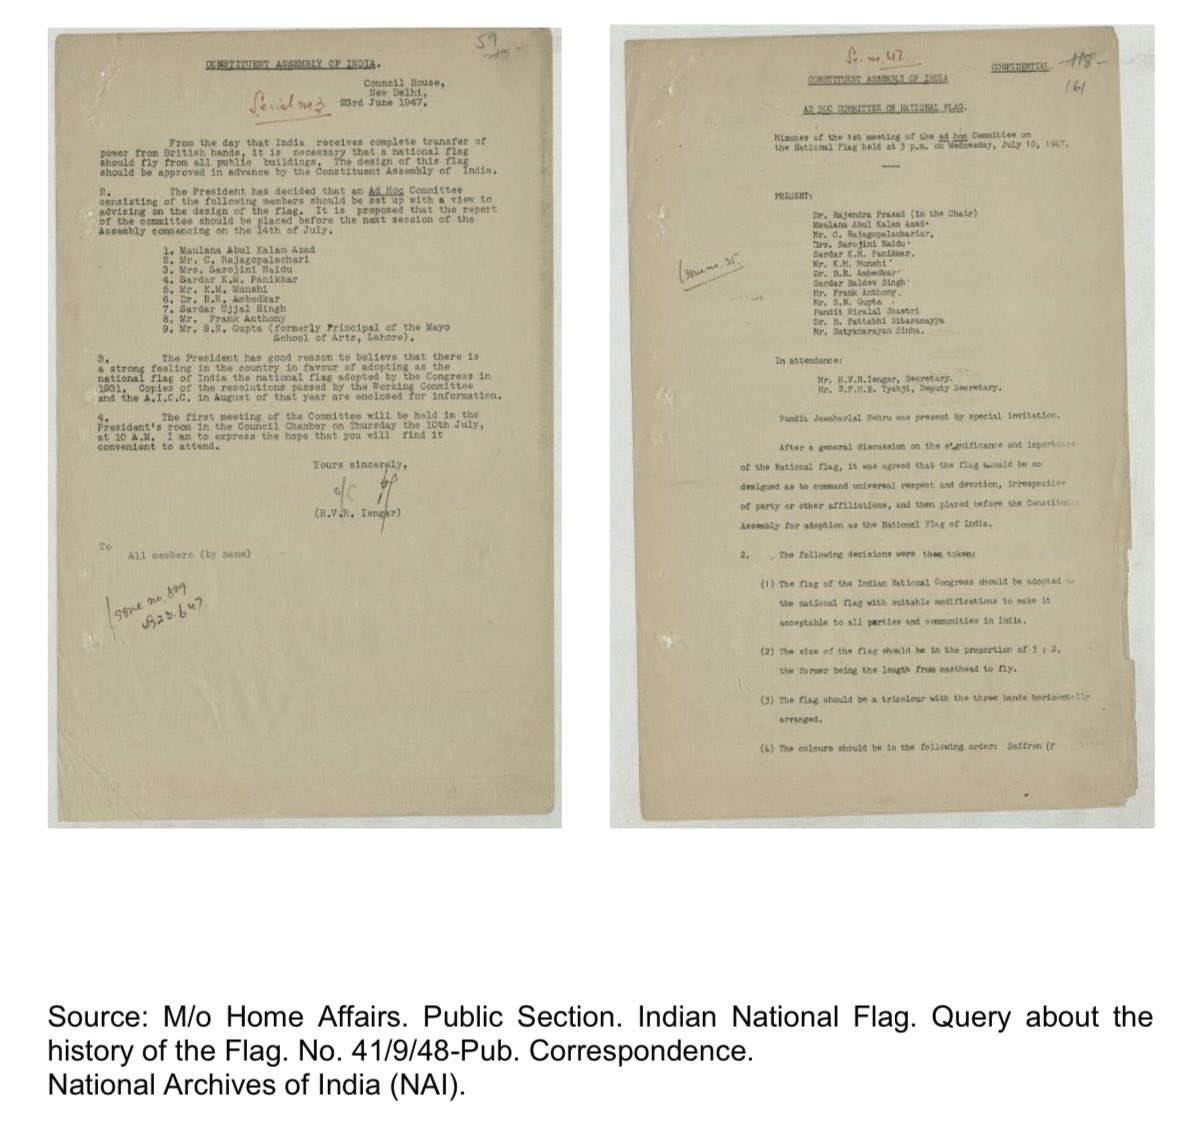 59
CONSTITUENT ASSEMBLY OF INDIA.
Council House,
New Delhi,
23rd June 1947.
Serial no 3
From the day that India receives complete transfer of
power from British hands, it is necessary that a national flag
should fly from all public buildings. The design of this flag
should be approved in advance by the Constituent Assembly of India.
2. The President has decided that an Ad Hoc Committee
consisting of the following members should be set up with a view to
advising on the design of the flag. It is proposed that the report
of the committee should be placed before the next session of the
Assembly commencing on the 14th of July.
1. Maulana Abul Kalam Azad
2. Mr. C. Rajagopalachari
3. Mrs. Sarojini Naidu
4. Sardar K.M. Panikkar
5. Mr. K.M. Munshi
6. Dr. B.R. Ambedkar
7. Sardar Ujjal Singh
8. Mr. Frank Anthony
9. Mr. S.N. Gupta (formerly Principal of the Mayo
School of Arts, Lahore).
3. The President has good reason to believe that there is
a strong feeling in the country in favour of adopting as the
national flag of India the national flag adopted by the Congress in
1931. Copies of the resolutions passed by the Working Committee
and the A.I.C.C. in August of that year are enclosed for information.
4. The first meeting of the Committee will be held in the
President's room in the Council Chamber on Thursday the 10th July,
at 10 A.M. I am to express the hope that you will find it
convenient to attend.
Yours sincerely,
(H.V.R. Iengar)
To
All members (by name)
Issue no. 889
23.6.47.
Sr. no. 47
CONFIDENTIAL. 118
161
CONSTITUENT ASSEMBLY OF INDIA
AD HOC COMMITTEE ON NATIONAL FLAG.
Minutes of the 1st meeting of the ad hoc Committee on
the National Flag held at 3 p.m. on Wednesday, July 10, 1947.
PRESENT:
Dr. Rajendra Prasad (in the Chair)
Maulana Abul Kalam Azad
Mr. C. Rajagopalachariar.
Mrs. Sarojini Naidu
Sardar K.M. Panikkar.
Mr. K.M. Munshi
Dr. B.R. Ambedkar
Sardar Baldev Singh
Mr. Frank Anthony.
Mr. S.N. Gupta
Pandit Hiralal Shastri
Dr. B. Pattabhi Sitaramayya
Mr. Satyanarayan Sinha.
Issue no. 35.
In attendance:
Mr. H.V.R.Iengar, Secretary.
Mr. B.F.H.B. Tyabji, Deputy Secretary.
Pandit Jawaharlal Nehru was present by special invitation.
After a general discussion on the significance and importance
of the National flag, it was agreed that the flag should be so
designed as to command universal respect and devotion, irrespective
of party or other affiliations, and then placed before the Constituent
Assembly for adoption as the National Flag of India.
2. The following decisions were then taken:
(1) The flag of the Indian National Congress should be adopted as
the national flag with suitable modifications to make it
acceptable to all parties and communities in India.
(2) The size of the flag should be in the proportion of 3 : 2,
the former being the length from masthead to fly.
(3) The flag should be a tricolour with the three bands horizontally
arranged.
(4) The colours should be in the following order: Saffron
Source: M/o Home Affairs. Public Section. Indian National Flag. Query about the
history of the Flag. No. 41/9/48-Pub. Correspondence.
National Archives of India (NAI).